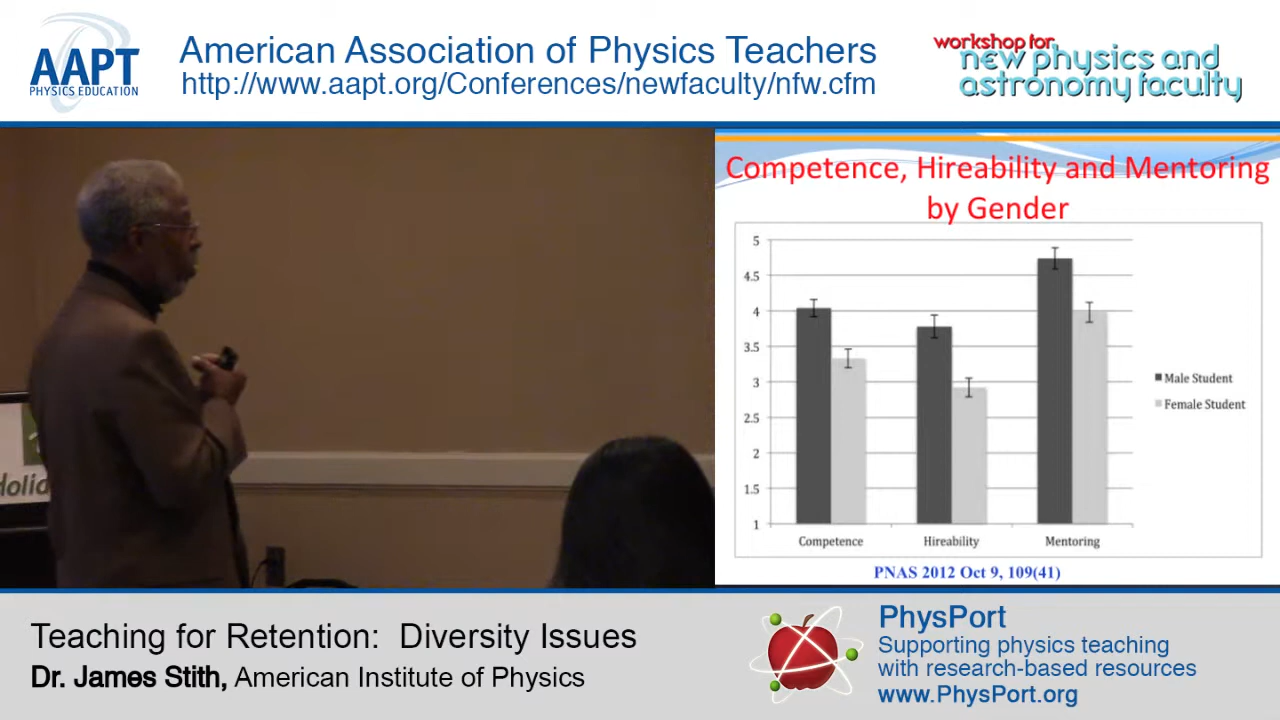 AAPT
PHYSICS EDUCATION
American Association of Physics Teachers
http://www.aapt.org/Conferences/newfaculty/nfw.cfm
workshop for
new physics and
astronomy faculty
Competence, Hireability and Mentoring
by Gender
5
4.5
4
3.5
3
2.5
2
1.5
1
Competence
Hireability
Mentoring
Male Student
Female Student
PNAS 2012 Oct 9, 109(41)
Holid
Teaching for Retention: Diversity Issues
Dr. James Stith, American Institute of Physics
PhysPort
Supporting physics teaching
with research-based resources
www.PhysPort.org